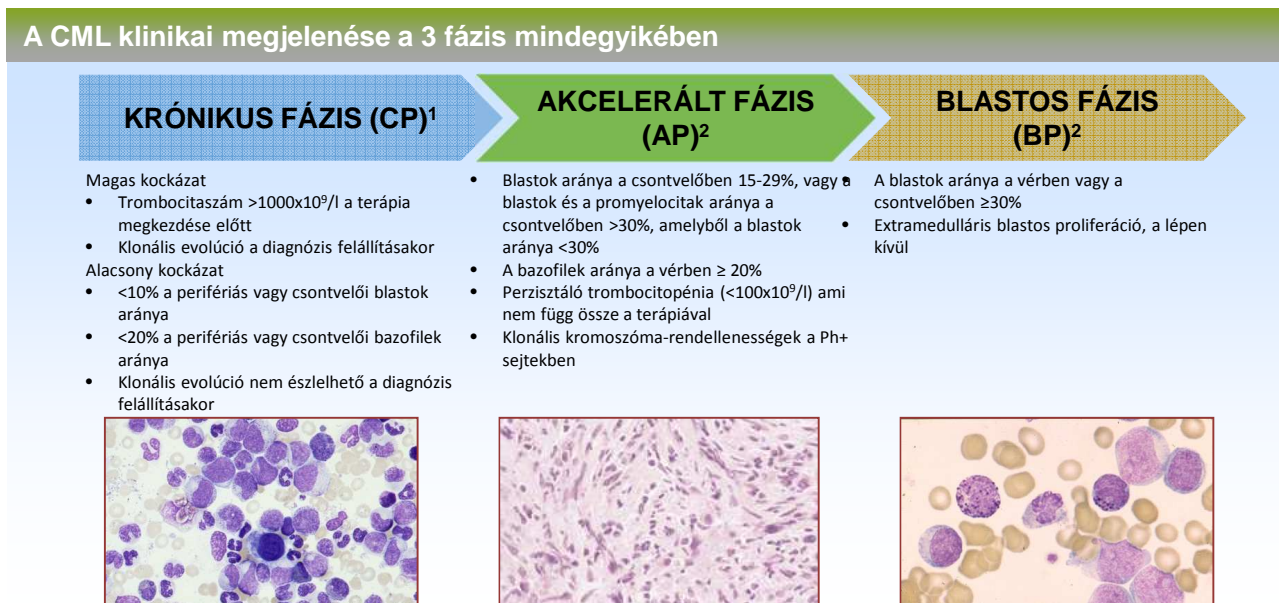 A CML klinikai megjelenése a 3 fázis mindegyikében
KRÓNIKUS FÁZIS (CP)¹
Magas kockázat
• Trombocitaszám >1000x10⁹/l a terápia
megkezdése előtt
• Klonális evolúció a diagnózis felállításakor
Alacsony kockázat
• <10% a perifériás vagy csontvelői blastok
aránya
• <20% a perifériás vagy csontvelői bazofilek
aránya
• Klonális evolúció nem észlelhető a diagnózis
felállításakor
AKCELERÁLT FÁZIS
(AP)²
• Blastok aránya a csontvelőben 15-29%, vagy a
blastok és a promyelocitak aránya a
csontvelőben >30%, amelyből a blastok
aránya <30%
• A bazofilek aránya a vérben ≥ 20%
• Perzisztáló trombocitopénia (<100x10⁹/l) ami
nem függ össze a terápiával
• Klonális kromoszóma-rendellenességek a Ph+
sejtekben
BLASTOS FÁZIS
(BP)²
• A blastok aránya a vérben vagy a
csontvelőben ≥30%
• Extramedulláris blastos proliferáció, a lépen
kívül